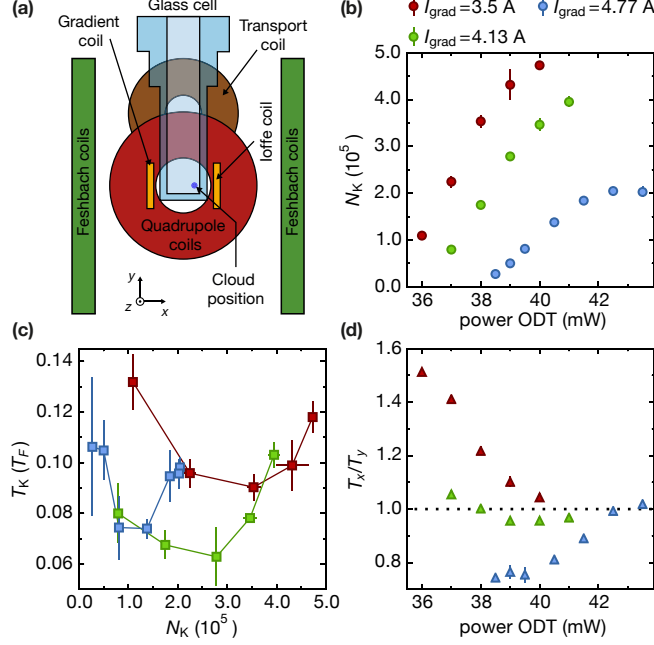 (a)
Glass cell
Gradient
coil
Transport
coil
Ioffe coil
Feshbach coils
Feshbach coils
Quadrupole
coils
Cloud
position
y
z
x
(b)
I_grad=3.5 A
I_grad=4.77 A
I_grad=4.13 A
N_K (10^5)
5.0
4.0
3.0
2.0
1.0
0.0
36 38 40 42
power ODT (mW)
(c)
T_K (T_F)
0.14
0.12
0.10
0.08
0.06
0.0 1.0 2.0 3.0 4.0 5.0
N_K (10^5)
(d)
T_x/T_y
1.6
1.4
1.2
1.0
0.8
36 38 40 42
power ODT (mW)